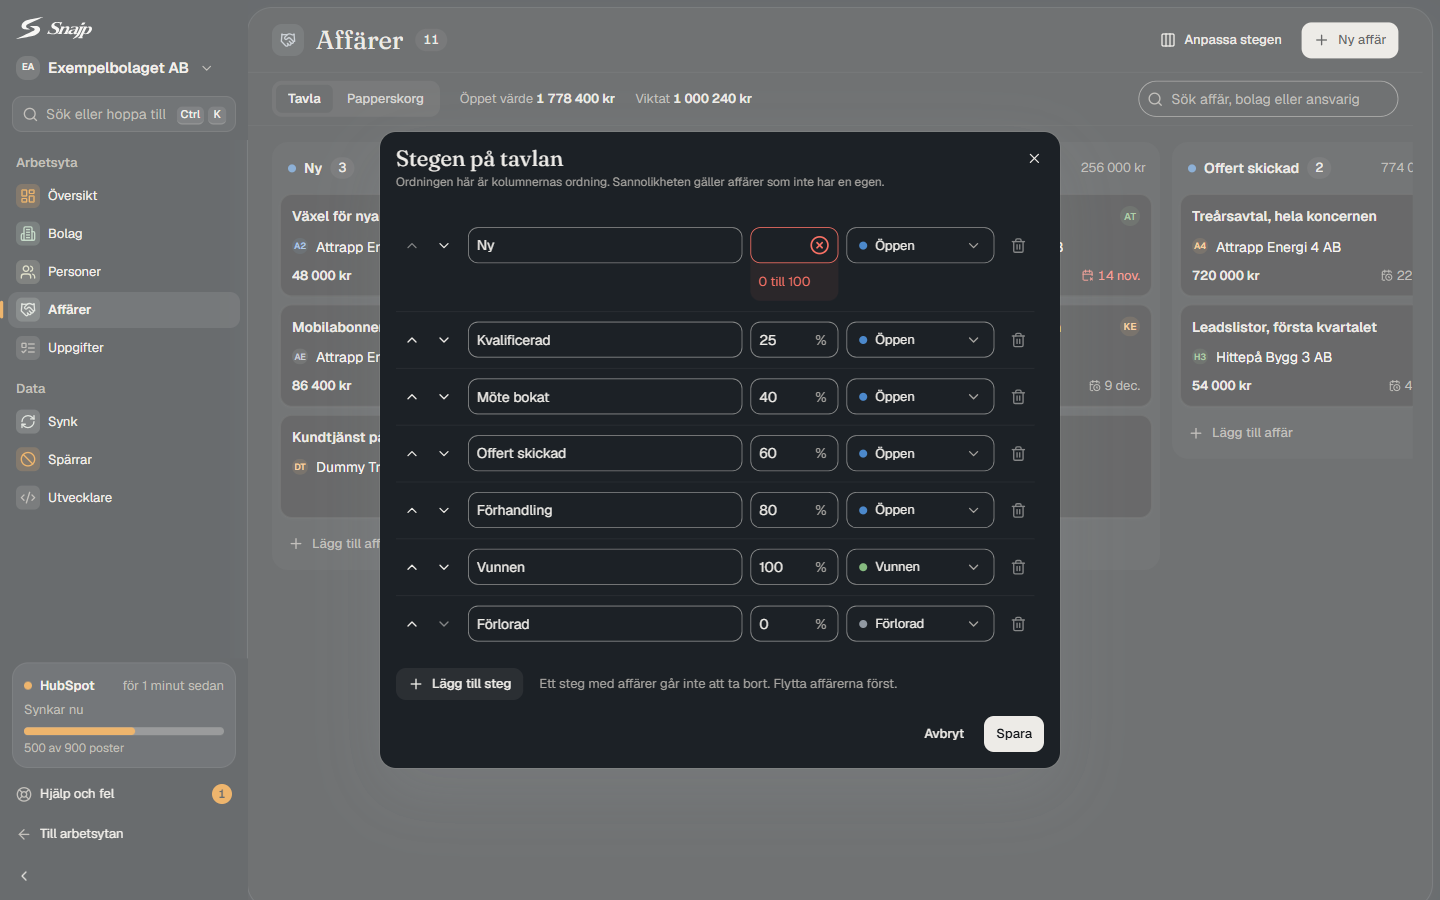 Snajp
EA Exempelbolaget AB
Sök eller hoppa till Ctrl K
Arbetsyta
Översikt
Bolag
Personer
Affärer
Uppgifter
Data
Synk
Spärrar
Utvecklare
HubSpot för 1 minut sedan
Synkar nu
500 av 900 poster
Hjälp och fel 1
Till arbetsytan
Affärer 11
Anpassa stegen
Ny affär
Tavla Papperskorg Öppet värde 1 778 400 kr Viktat 1 000 240 kr
Sök affär, bolag eller ansvarig
Ny 3
Växel för nya
A2 Attrapp En
48 000 kr
Mobilabonne
AE Attrapp En
86 400 kr
Kundtjänst på
DT Dummy Tr
Lägg till aff
Stegen på tavlan
Ordningen här är kolumnernas ordning. Sannolikheten gäller affärer som inte har en egen.
Ny Öppen
0 till 100
Kvalificerad 25 % Öppen
Möte bokat 40 % Öppen
Offert skickad 60 % Öppen
Förhandling 80 % Öppen
Vunnen 100 % Vunnen
Förlorad 0 % Förlorad
Lägg till steg Ett steg med affärer går inte att ta bort. Flytta affärerna först.
Avbryt Spara
256 000 kr
AT
14 nov.
KE
9 dec.
Offert skickad 2 774 0
Treårsavtal, hela koncernen
A4 Attrapp Energi 4 AB
720 000 kr 22
Leadslistor, första kvartalet
H3 Hittepå Bygg 3 AB
54 000 kr 4
Lägg till affär